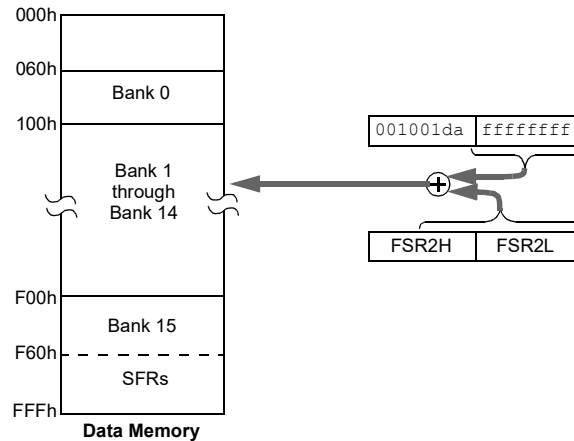 000h
060h
Bank 0
100h
001001da ffffffff
Bank 1
through
Bank 14
FSR2H FSR2L
F00h
Bank 15
F60h
SFRs
FFFh
Data Memory